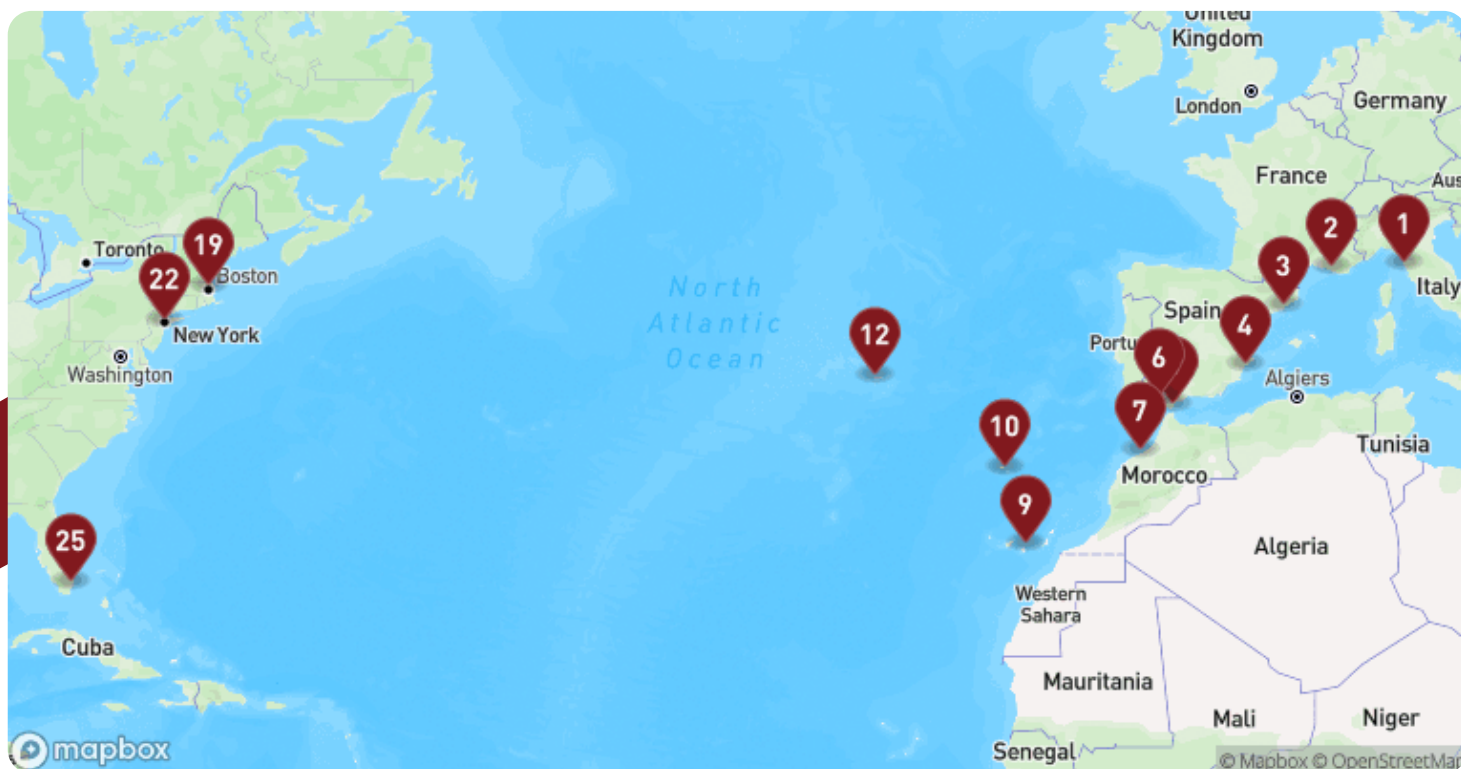 United
Kingdom
London
Germany
France
Aus
19
2
1
Toronto
Boston
22
3
North
Atlantic
Ocean
Italy
Spain
New York
12
4
Portu
6
Washington
Algiers
7
10
Tunisia
Morocco
9
25
Algeria
Western
Sahara
Cuba
Mauritania
Mali
Niger
mapbox
Senegal
© Mapbox © OpenStreetMap